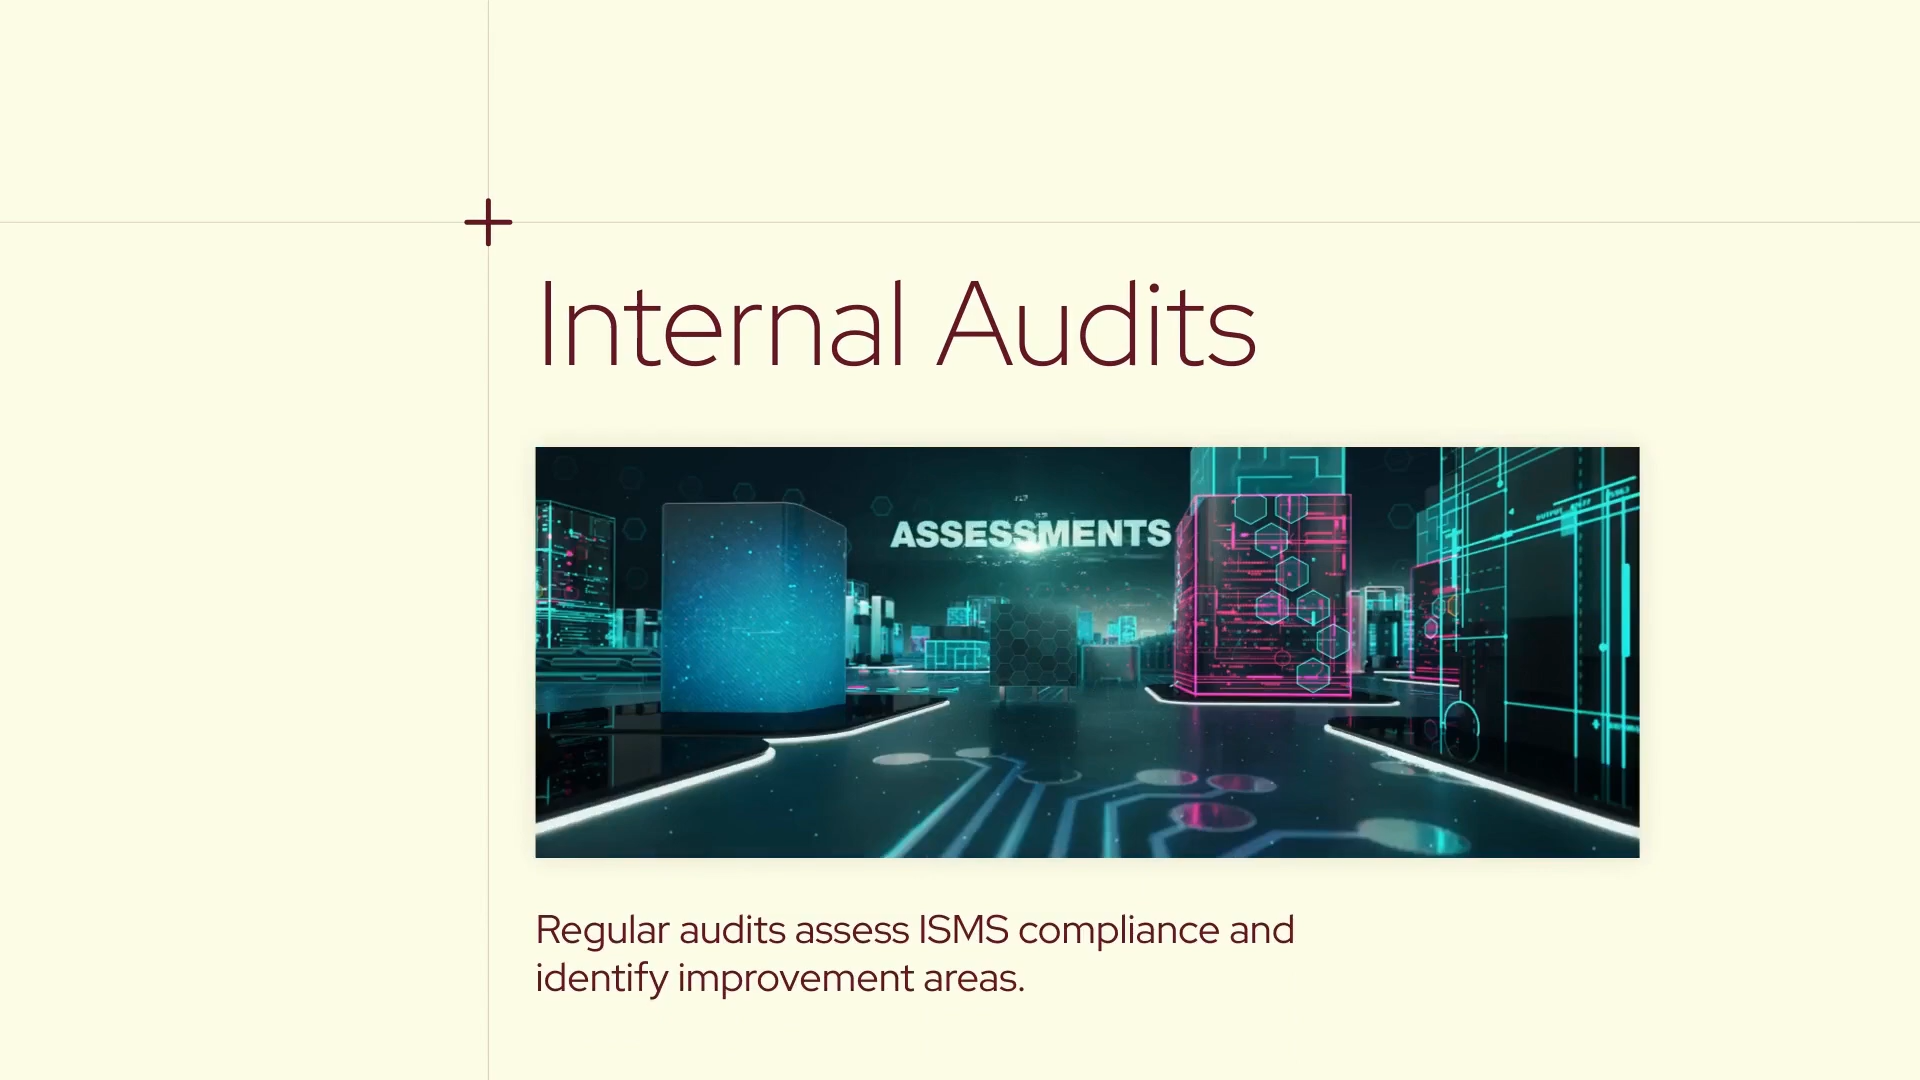 Internal Audits
ASSESSMENTS
Regular audits assess ISMS compliance and
identify improvement areas.